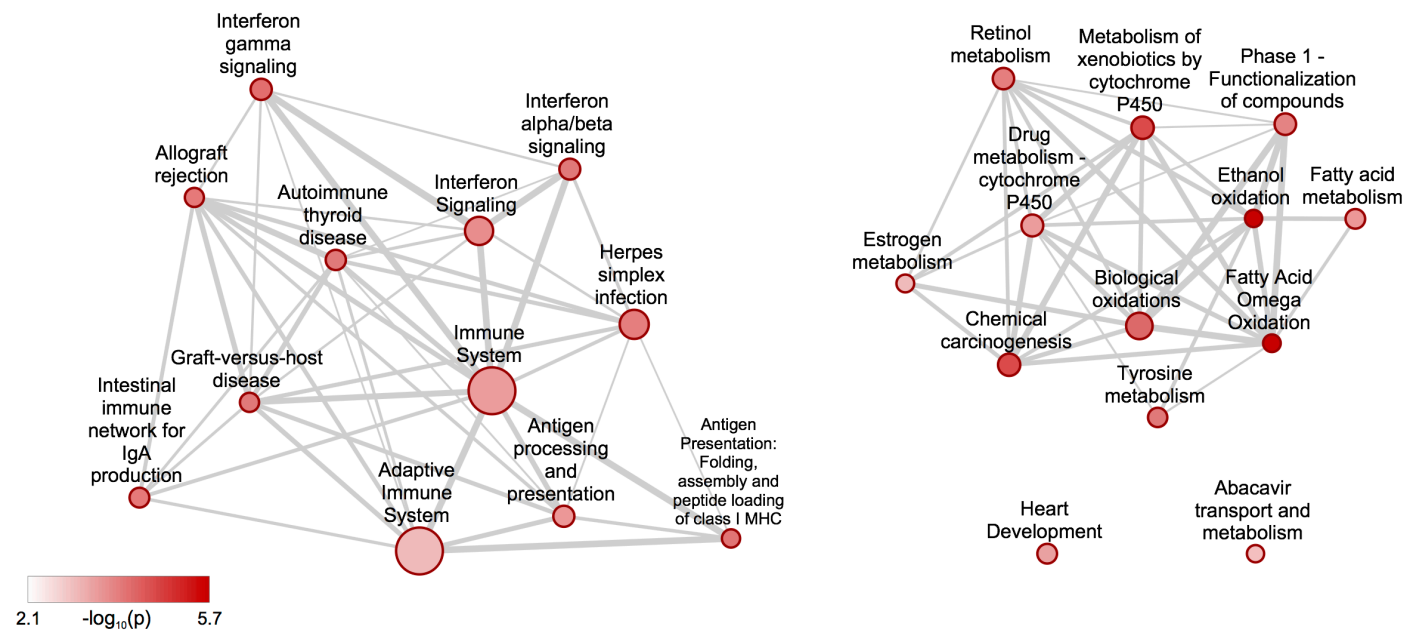 Interferon
gamma
signaling
Interferon
alpha/beta
signaling
Allograft
rejection
Autoimmune
thyroid
disease
Interferon
Signaling
Herpes
simplex
infection
Immune
System
Graft-versus-host
disease
Intestinal
immune
network for
IgA
production
Adaptive
Immune
System
Antigen
processing
and
presentation
Antigen
Presentation:
Folding,
assembly and
peptide loading
of class I MHC
2.1 -log10(p) 5.7
Retinol
metabolism
Metabolism of
xenobiotics by
cytochrome
P450
Phase 1 -
Functionalization
of compounds
Drug
metabolism -
cytochrome
P450
Ethanol
oxidation
Fatty acid
metabolism
Estrogen
metabolism
Biological
oxidations
Fatty Acid
Omega
Oxidation
Chemical
carcinogenesis
Tyrosine
metabolism
Heart
Development
Abacavir
transport and
metabolism